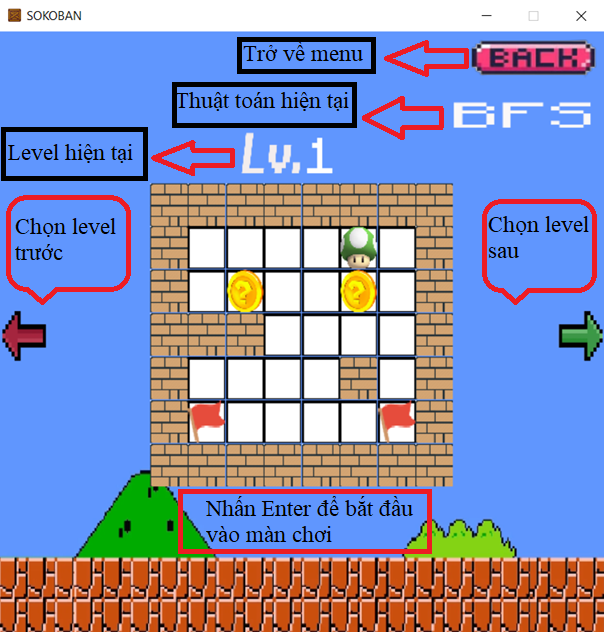 SOKOBAN
Trở về menu
BACK
Thuật toán hiện tại
BFS
Level hiện tại
Lv.1
Chọn level
trước
Chọn level
sau
Nhấn Enter để bắt đầu
vào màn chơi